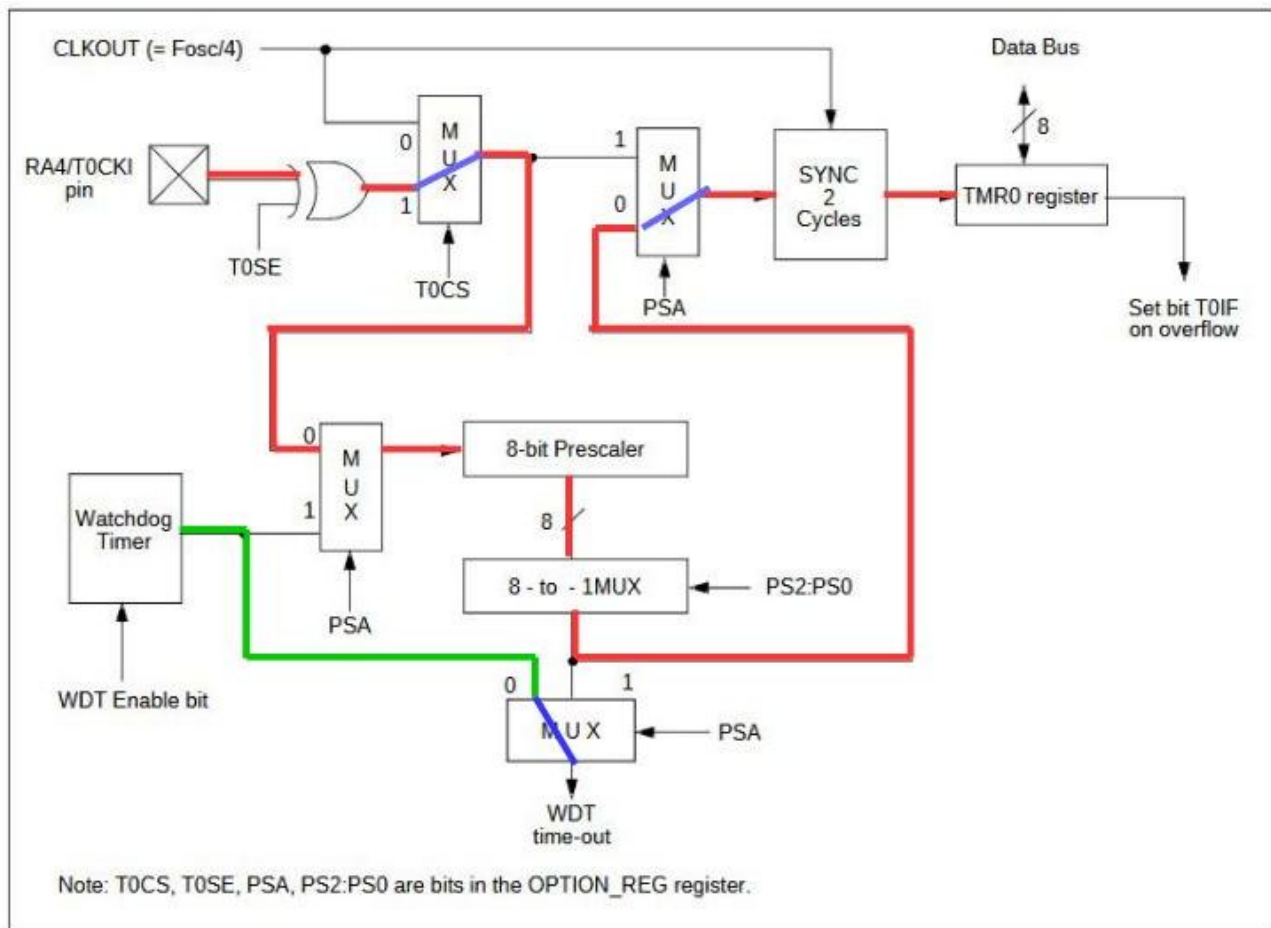 CLKOUT (= Fosc/4)
Data Bus
8
RA4/T0CKI
pin
0
M
U
X
1
T0SE
T0CS
1
M
U
X
0
PSA
SYNC
2
Cycles
TMR0 register
Set bit T0IF
on overflow
0
M
U
X
1
PSA
8-bit Prescaler
8
8 - to - 1MUX
PS2:PS0
Watchdog
Timer
WDT Enable bit
0
1
M U X
PSA
WDT
time-out
Note: T0CS, T0SE, PSA, PS2:PS0 are bits in the OPTION_REG register.